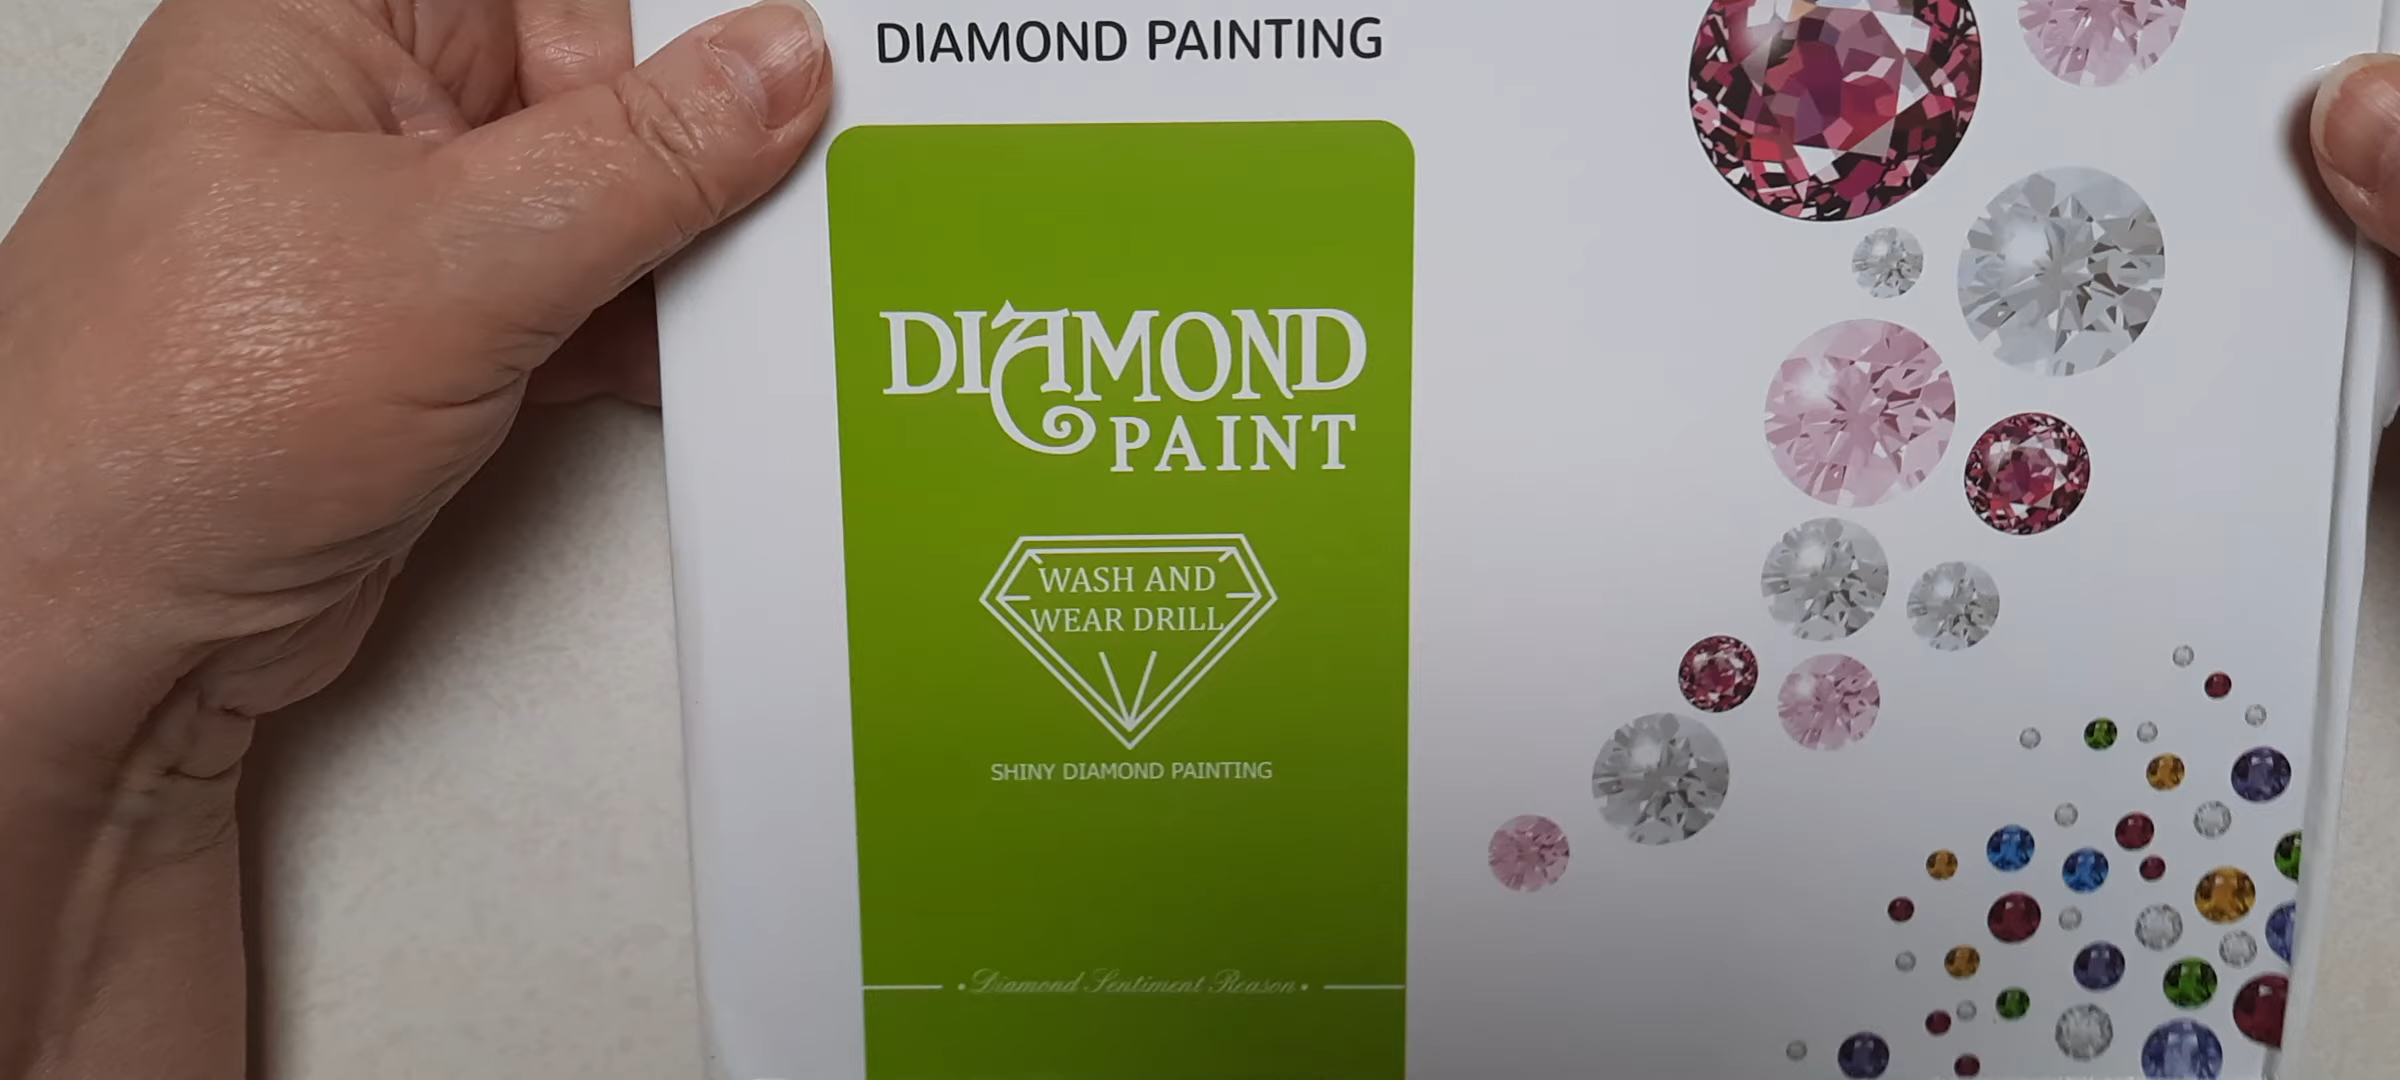 DIAMOND PAINTING
DIAMOND
PAINT
WASH AND
WEAR DRILL
SHINY DIAMOND PAINTING
Diamond Sentiment Reason